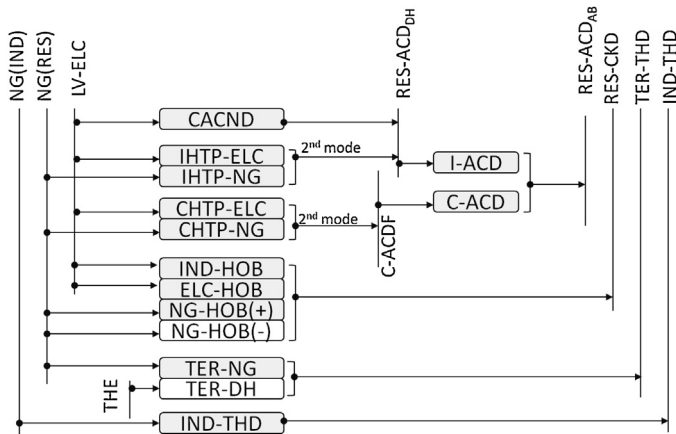 NG(IND)
NG(RES)
LV-ELC
RES-ACD_DH
RES-ACD_AB
RES-CKD
TER-THD
IND-THD
CACND
IHTP-ELC
2nd mode
IHTP-NG
I-ACD
CHTP-ELC
C-ACD
2nd mode
CHTP-NG
C-ACDF
IND-HOB
ELC-HOB
NG-HOB(+)
NG-HOB(-)
TER-NG
THE
TER-DH
IND-THD